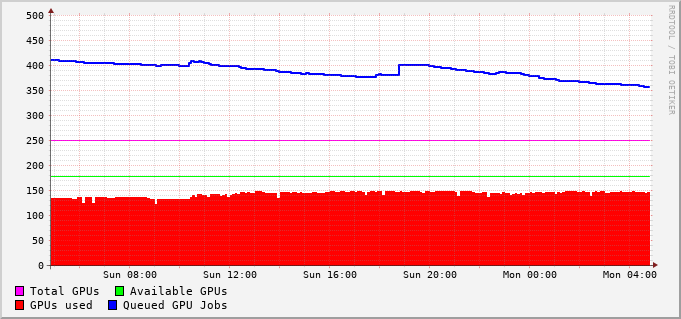 RRDTOOL / TOBI OETIKER
500
450
400
350
300
250
200
150
100
50
0
Sun 08:00 Sun 12:00 Sun 16:00 Sun 20:00 Mon 00:00 Mon 04:00
Total GPUs Available GPUs
GPUs used Queued GPU Jobs